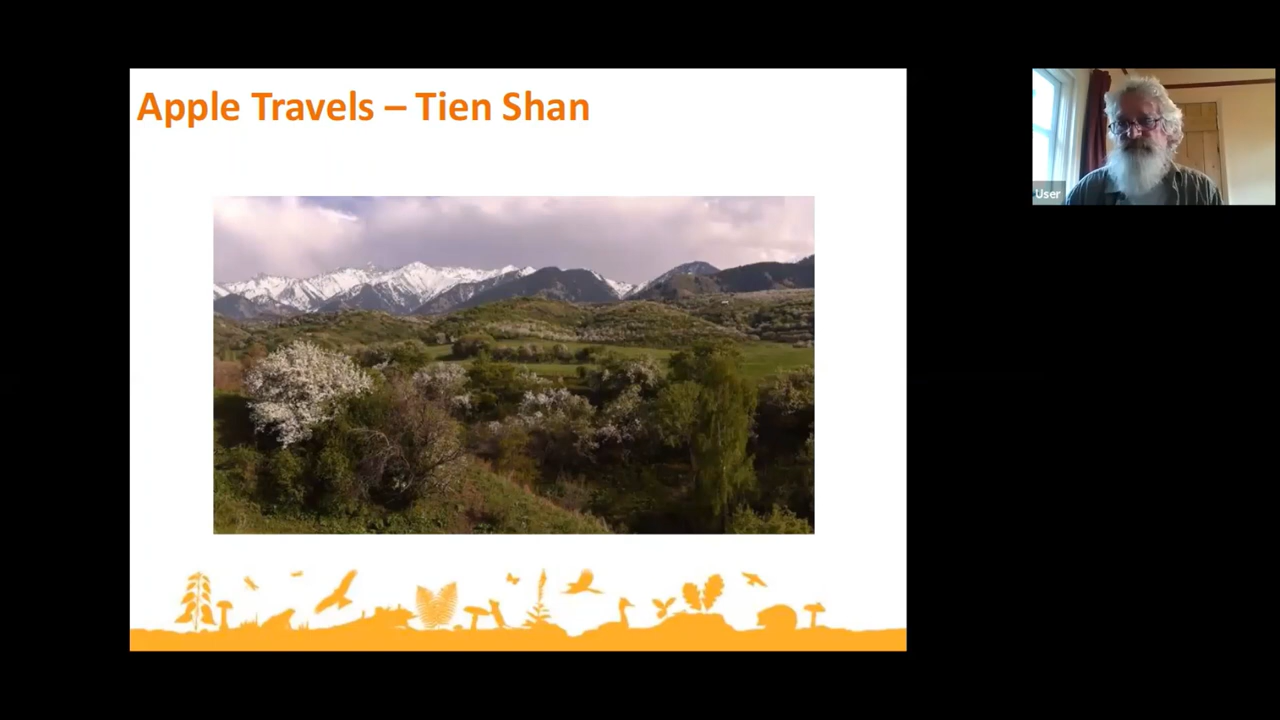 Apple Travels – Tien Shan
User